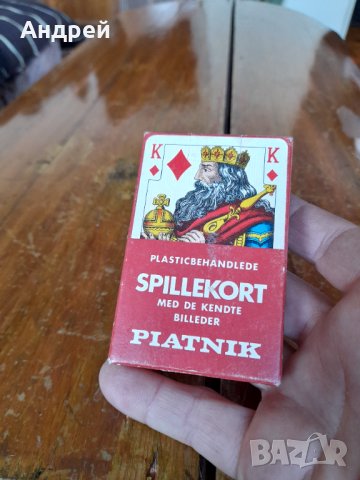 Андрей
K K
PLASTICBEHANDLEDE
SPILLEKORT
MED DE KENDTE
BILLEDER
PIATNIK
BAZAR